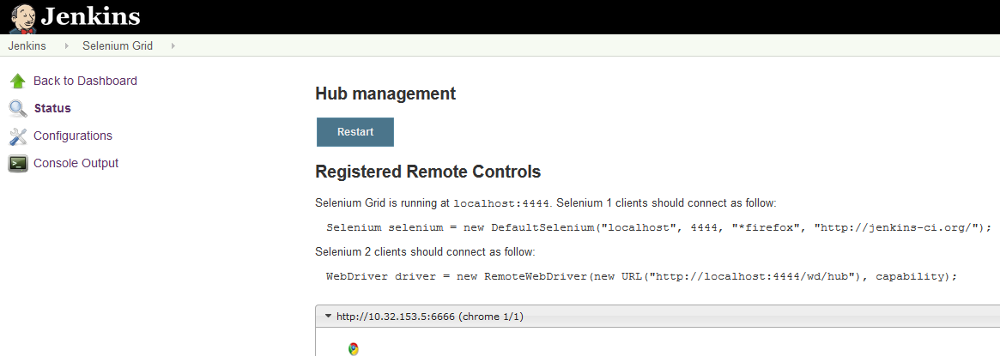 Jenkins
Jenkins Selenium Grid
Back to Dashboard
Status
Configurations
Console Output
Hub management
Restart
Registered Remote Controls
Selenium Grid is running at localhost:4444. Selenium 1 clients should connect as follow:
Selenium selenium = new DefaultSelenium("localhost", 4444, "*firefox", "http://jenkins-ci.org/");
Selenium 2 clients should connect as follow:
WebDriver driver = new RemoteWebDriver(new URL("http://localhost:4444/wd/hub"), capability);
http://10.32.153.5:6666 (chrome 1/1)